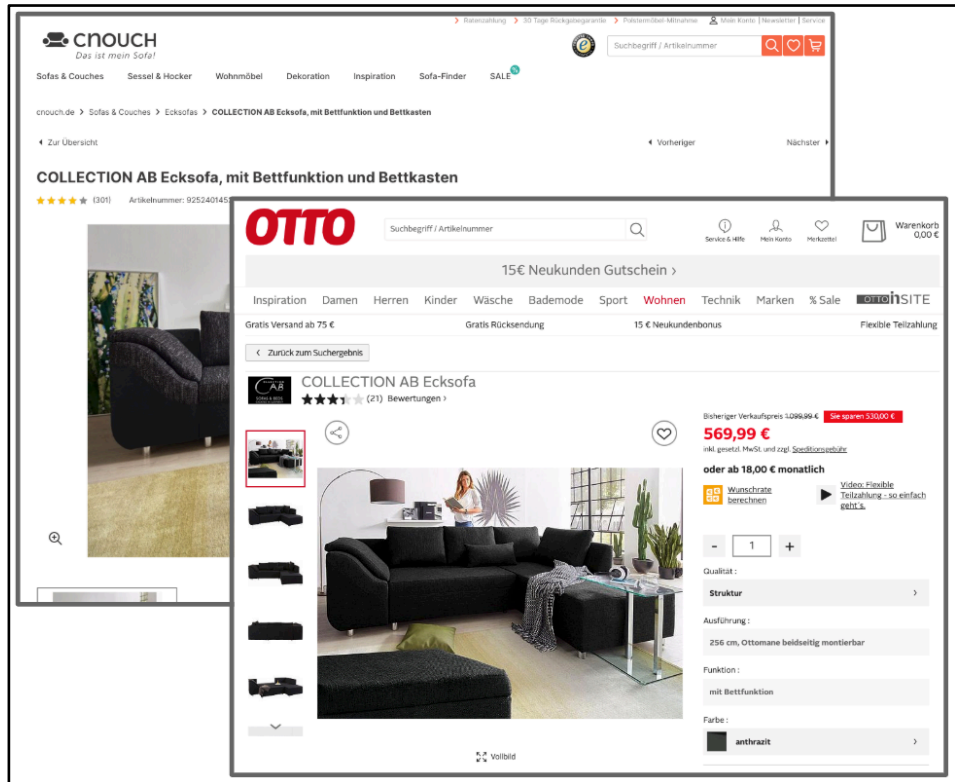 Ratenzahlung 30 Tage Rückgabegarantie Polstermöbel-Mitnahme Mein Konto | Newsletter | Service
CNOUCH
Das ist mein Sofa!
Suchbegriff / Artikelnummer
Sofas & Couches Sessel & Hocker Wohnmöbel Dekoration Inspiration Sofa-Finder SALE %
cnouch.de > Sofas & Couches > Ecksofas > COLLECTION AB Ecksofa, mit Bettfunktion und Bettkasten
Zur Übersicht Vorheriger Nächster
COLLECTION AB Ecksofa, mit Bettfunktion und Bettkasten
(301) Artikelnummer: 925240145
OTTO
Suchbegriff / Artikelnummer
Service & Hilfe Mein Konto Merkzettel
Warenkorb
0,00 €
15€ Neukunden Gutschein ›
Inspiration Damen Herren Kinder Wäsche Bademode Sport Wohnen Technik Marken % Sale OTTO inSITE
Gratis Versand ab 75 € Gratis Rücksendung 15 € Neukundenbonus Flexible Teilzahlung
‹ Zurück zum Suchergebnis
AB
COLLECTION AB Ecksofa
(21) Bewertungen ›
Bisheriger Verkaufspreis 1.099,99 € Sie sparen 530,00 €
569,99 €
inkl. gesetzl. MwSt. und zzgl. Speditionsgebühr
oder ab 18,00 € monatlich
Wunschrate
berechnen
Video: Flexible
Teilzahlung - so einfach
geht's.
- 1 +
Qualität :
Struktur ›
Ausführung :
256 cm, Ottomane beidseitig montierbar
Funktion :
mit Bettfunktion
Farbe :
anthrazit ›
Vollbild